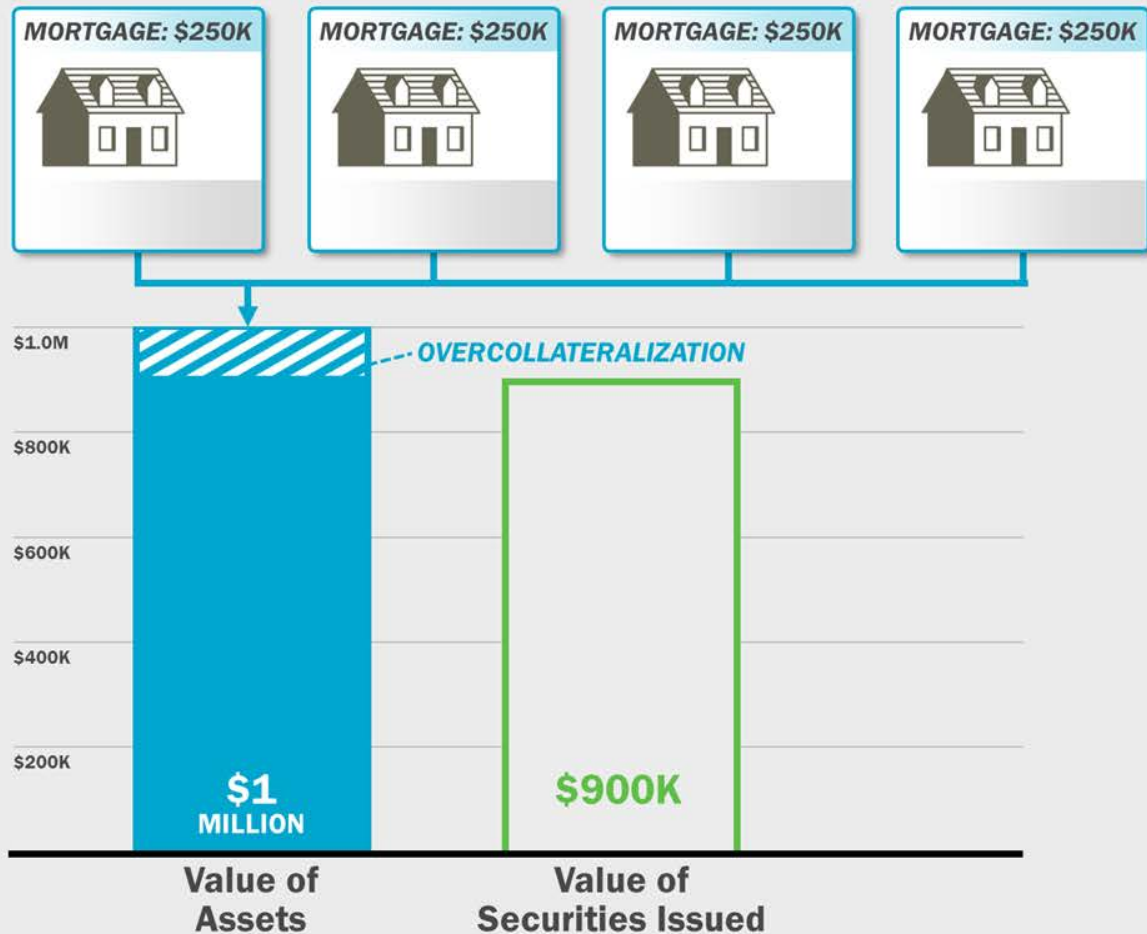 MORTGAGE: $250K
MORTGAGE: $250K
MORTGAGE: $250K
MORTGAGE: $250K
$1.0M
OVERCOLLATERALIZATION
$800K
$600K
$400K
$200K
$1
MILLION
$900K
Value of
Assets
Value of
Securities Issued